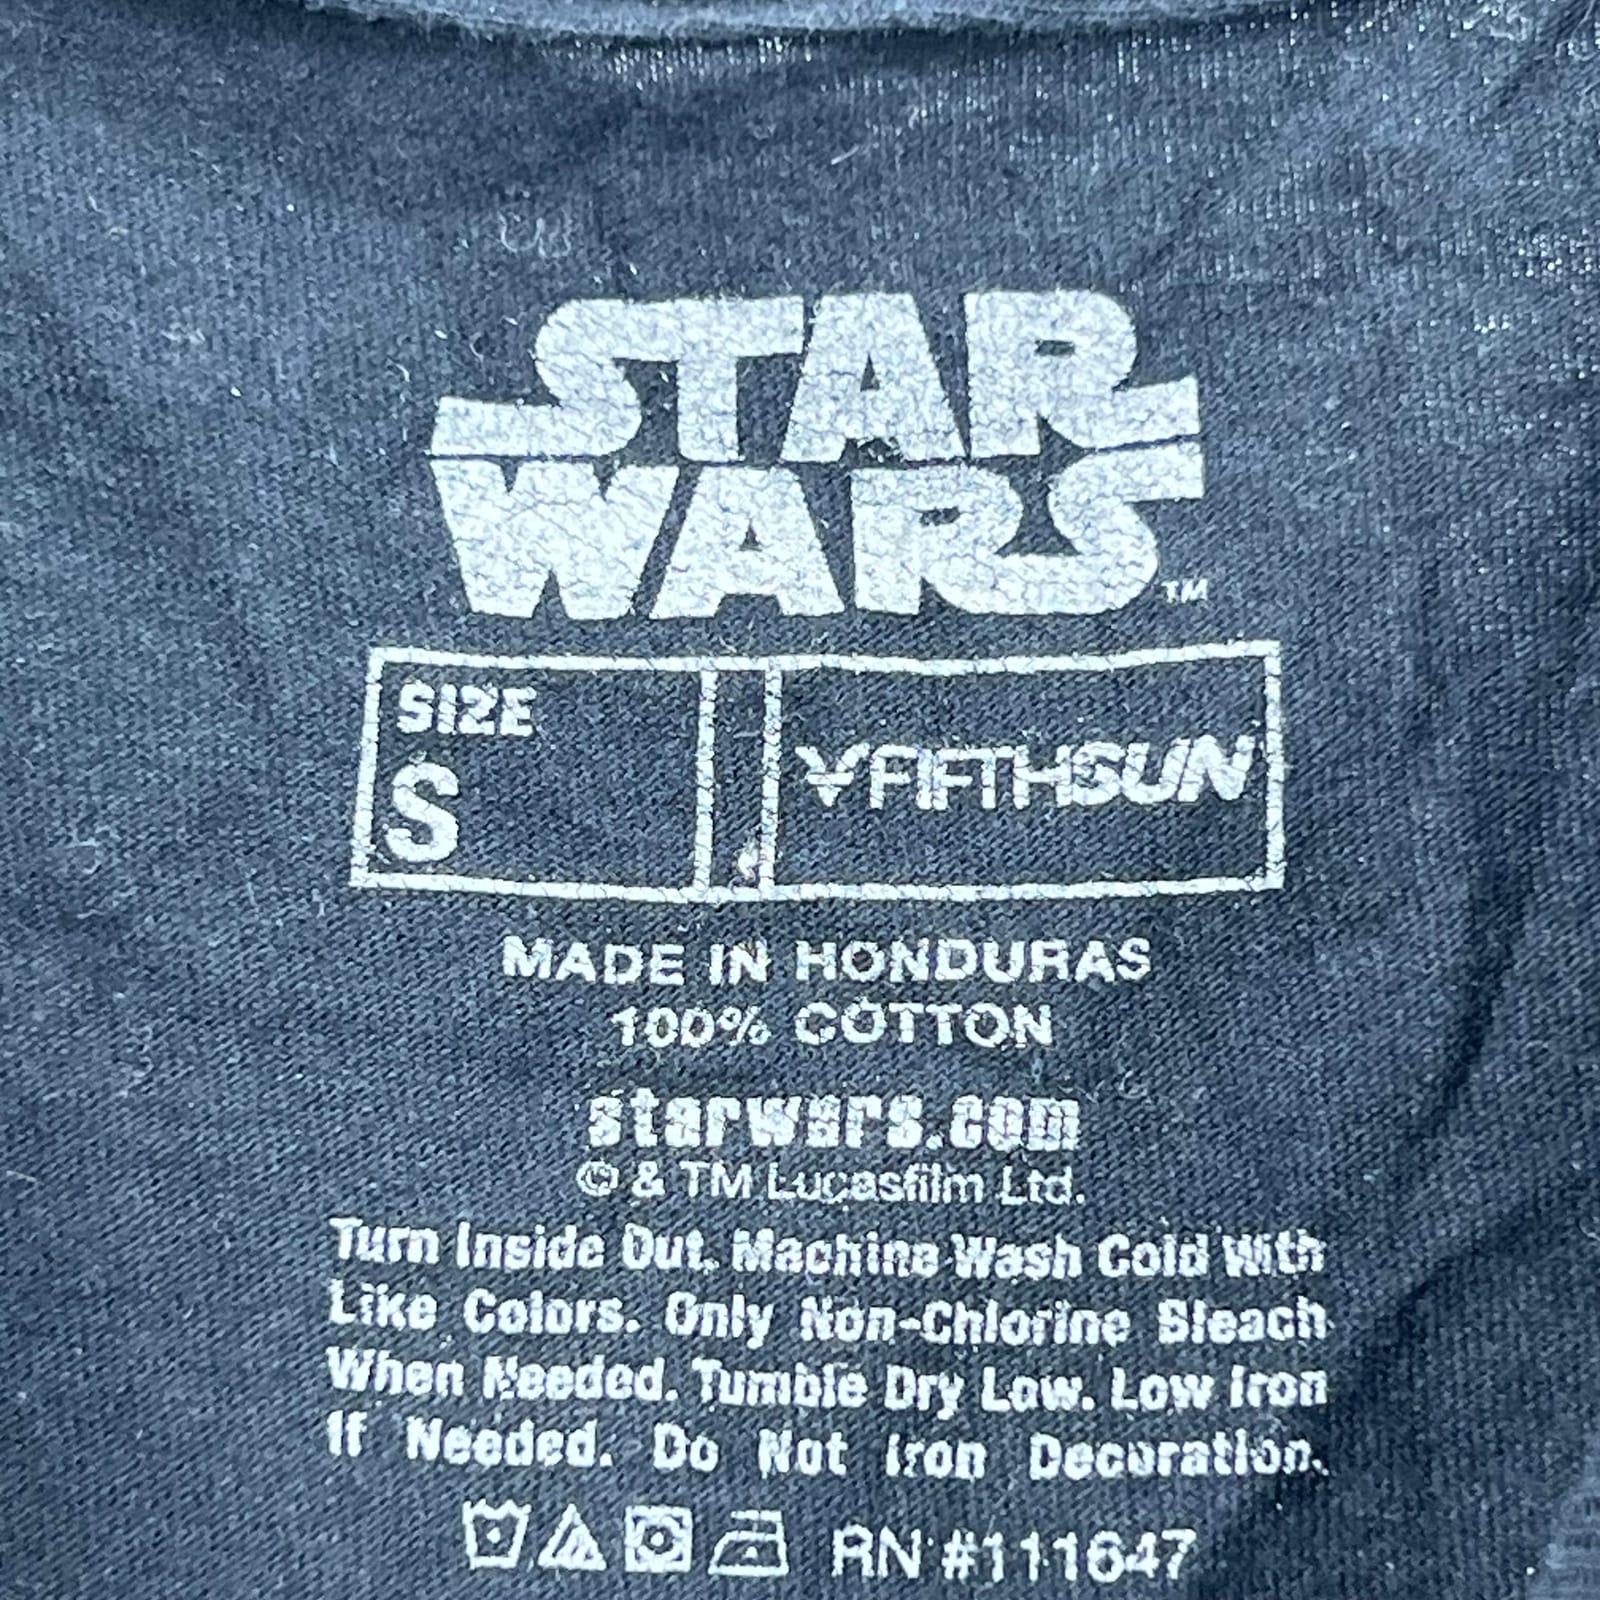 STAR
WARS™
SIZE
S
FIFTHSUN
MADE IN HONDURAS
100% COTTON
starwars.com
© & TM Lucasfilm Ltd.
Turn Inside Out. Machine Wash Cold With
Like Colors. Only Non-Chlorine Bleach
When Needed. Tumble Dry Low. Low Iron
If Needed. Do Not Iron Decoration.
RN #111647